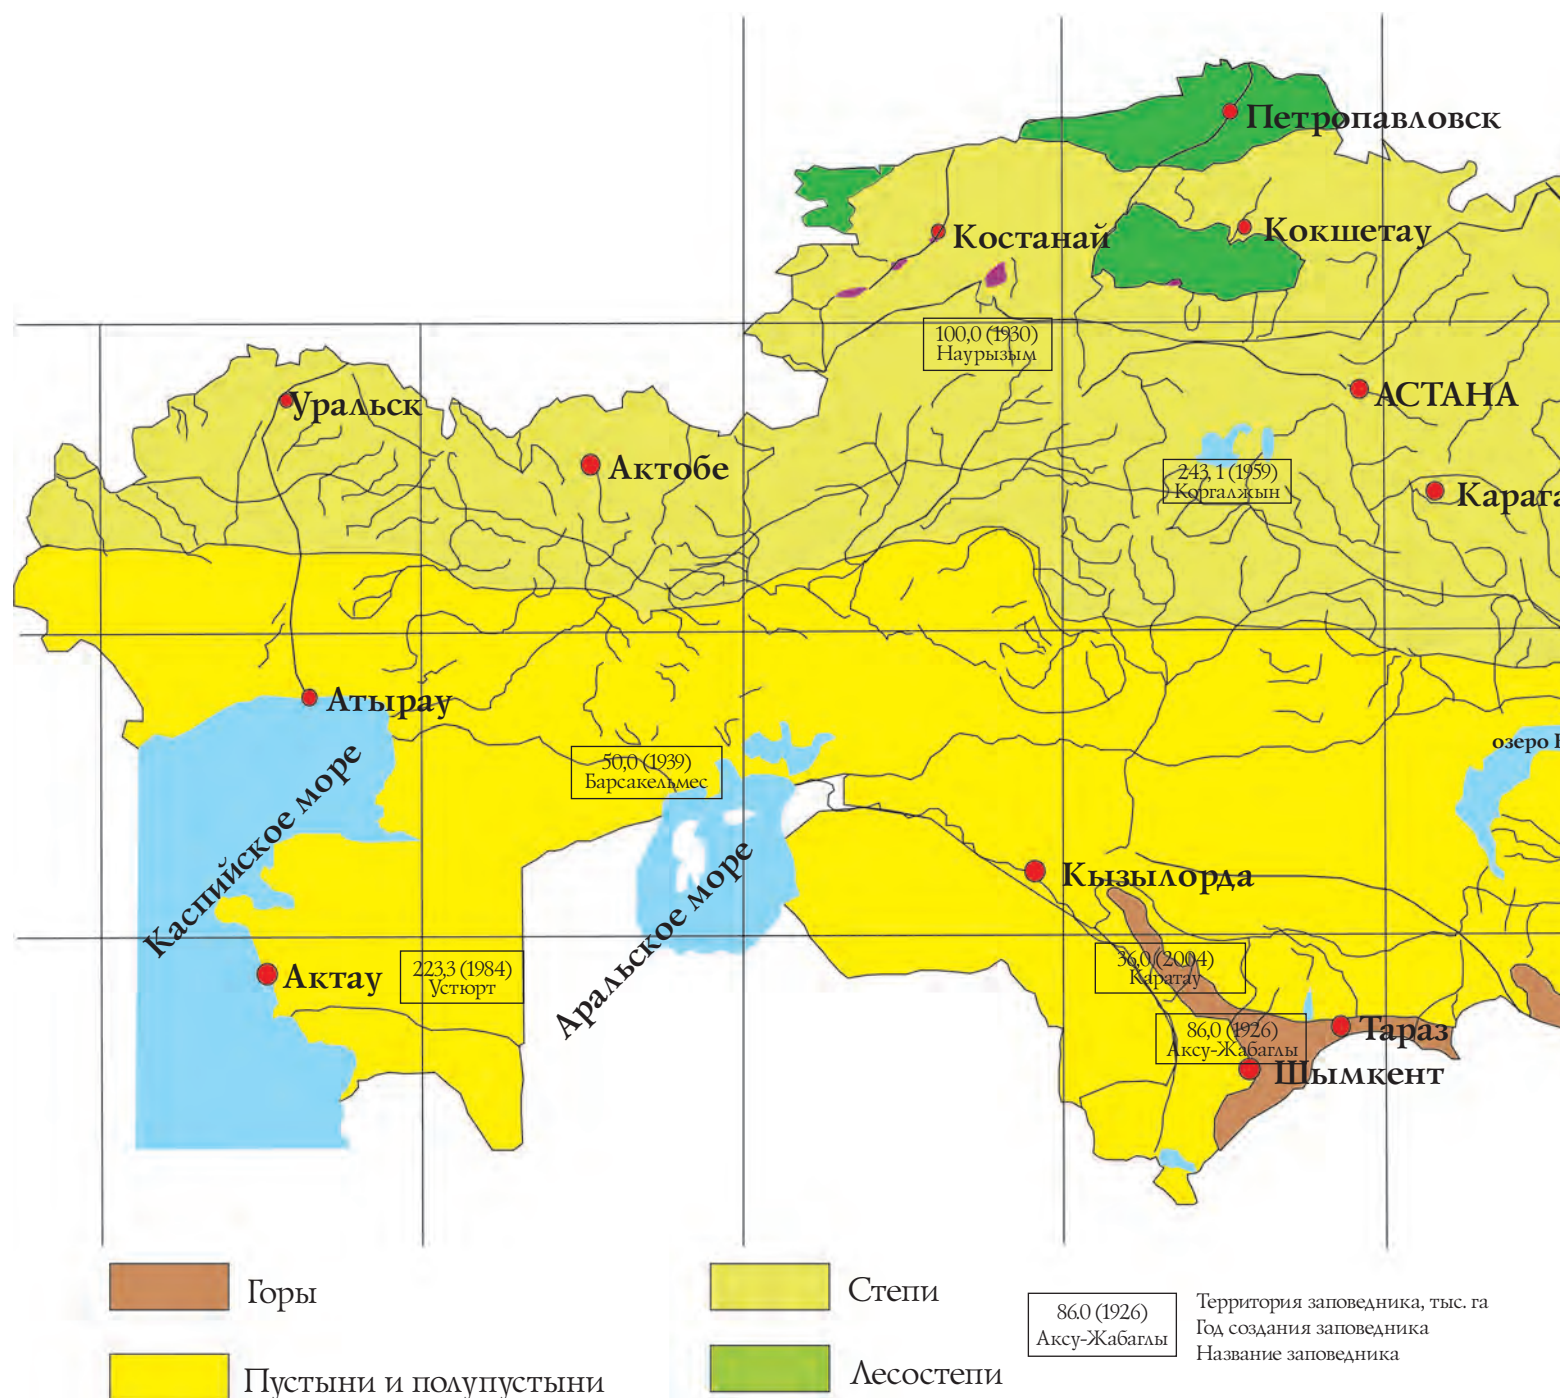 Петропавловск
Костанай
Кокшетау
100,0 (1930)
Наурызым
Уральск
АСТАНА
Актобе
243, 1 (1959)
Коргалжын
Карага
Атырау
озеро
50,0 (1939)
Барсакельмес
Каспийское море
Аральское море
Кызылорда
Актау
223,3 (1984)
Устюрт
36,0 (2004)
Каратау
86,0 (1926)
Аксу-Жабаглы
Тараз
Шымкент
Горы
Степи
86.0 (1926)
Аксу-Жабаглы
Территория заповедника, тыс. га
Год создания заповедника
Название заповедника
Пустыни и полупустыни
Лесостепи